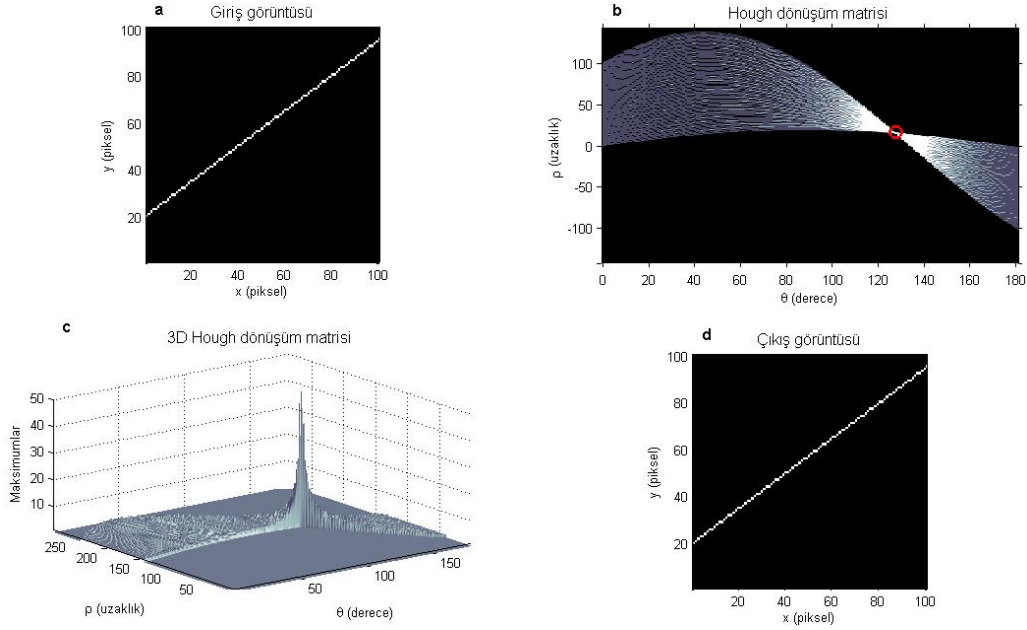 a
Giriş görüntüsü
100
80
60
40
20
y (piksel)
20 40 60 80 100
x (piksel)
b
Hough dönüşüm matrisi
100
50
0
-50
-100
ρ (uzaklık)
0 20 40 60 80 100 120 140 160 180
θ (derece)
c
3D Hough dönüşüm matrisi
50
40
30
20
10
Maksimumlar
250 200 150 100 50
ρ (uzaklık)
50 100 150
θ (derece)
d
Çıkış görüntüsü
100
80
60
40
20
y (piksel)
20 40 60 80 100
x (piksel)